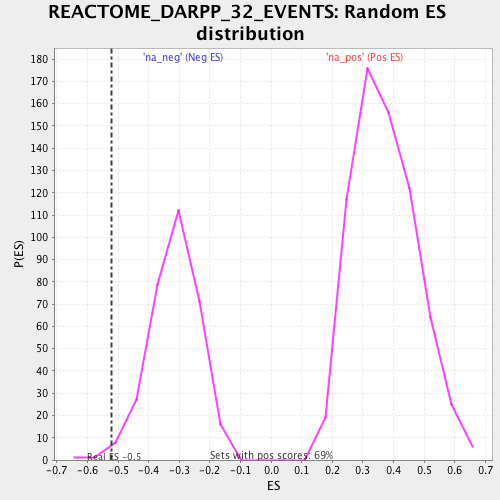 REACTOME_DARPP_32_EVENTS: Random ES
distribution
'na_neg' (Neg ES)
'na_pos' (Pos ES)
180
170
160
150
140
130
120
110
100
90
80
70
60
50
40
30
20
10
0
P(ES)
Real ES -0.5
Sets with pos scores: 69%
-0.7 -0.6 -0.5 -0.4 -0.3 -0.2 -0.1 0.0 0.1 0.2 0.3 0.4 0.5 0.6 0.7
ES